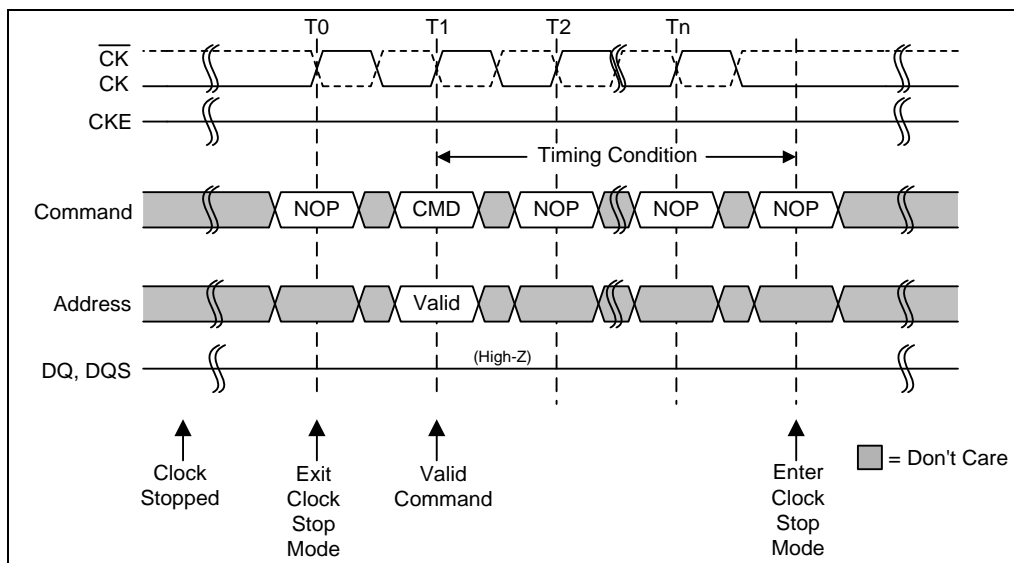 T0 T1 T2 Tn
CK
CK
CKE
Timing Condition
Command NOP CMD NOP NOP NOP
Address Valid
(High-Z)
DQ, DQS
= Don't Care
Clock
Stopped
Exit
Clock
Stop
Mode
Valid
Command
Enter
Clock
Stop
Mode